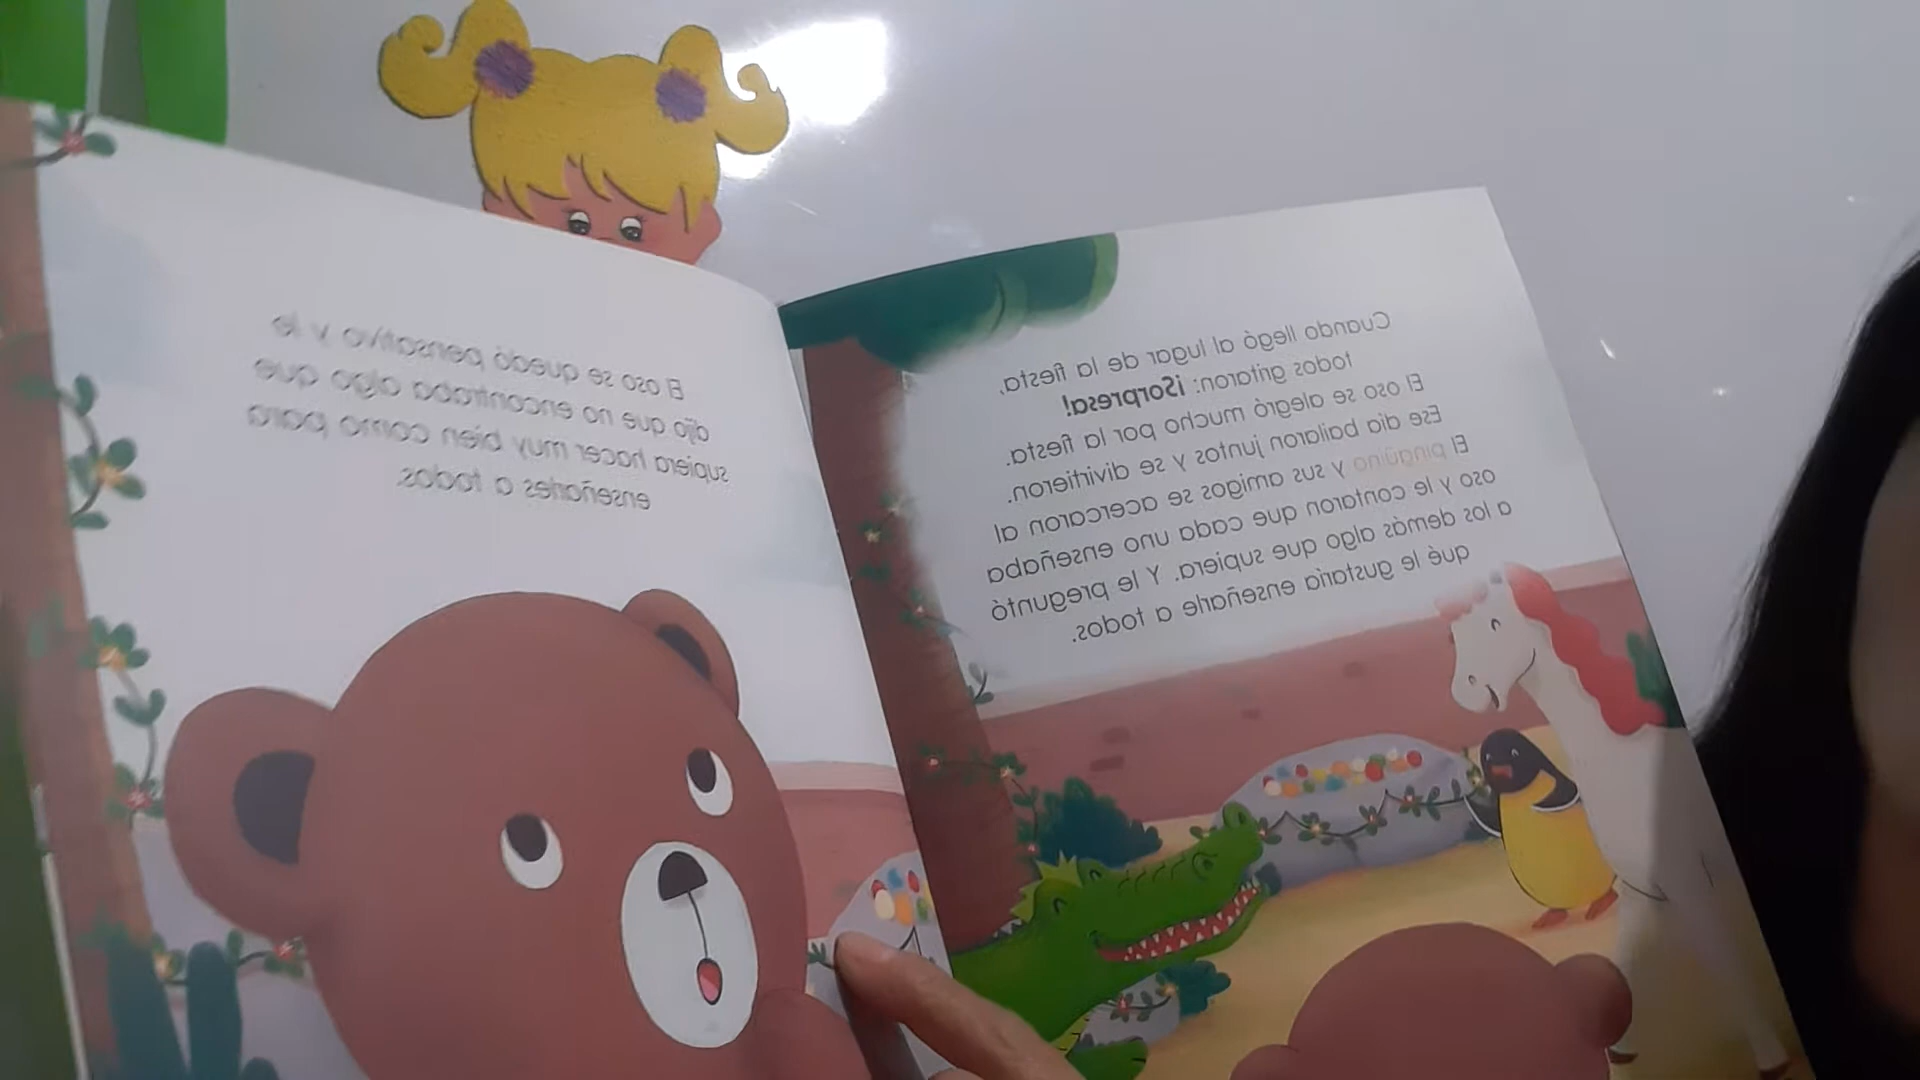 Cuando llegó al lugar de la fiesta,
todos gritaron: ¡Sorpresa!
El oso se alegró mucho por la fiesta.
Ese día bailaron juntos y se divirtieron.
El pingüino y sus amigos se acercaron al
oso y le contaron que cada uno enseñaba
a los demás algo que supiera. Y le preguntó
qué le gustaría enseñarle a todos.
El oso se quedó pensativo y le
dijo que no encontraba algo que
supiera hacer muy bien como para
enseñarles a todos.